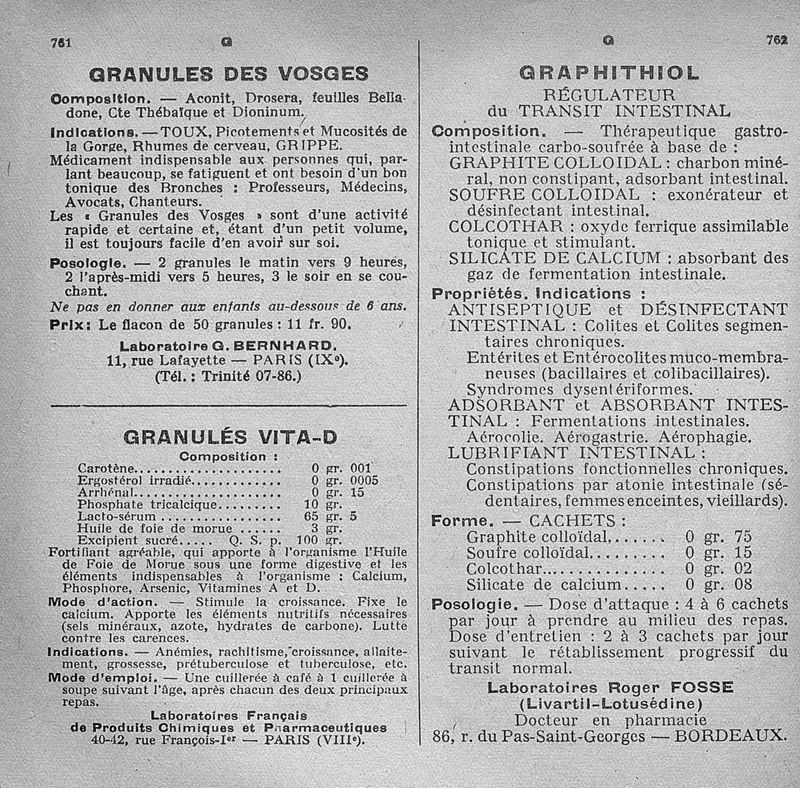 761 G
GRANULES DES VOSGES
Composition. — Aconit, Drosera, feuilles Bella-
done, Cte Thébaïque et Dioninum.
Indications. — TOUX, Picotements et Mucosités de
la Gorge, Rhumes de cerveau, GRIPPE.
Médicament indispensable aux personnes qui, par-
lant beaucoup, se fatiguent et ont besoin d'un bon
tonique des Bronches : Professeurs, Médecins,
Avocats, Chanteurs.
Les « Granules des Vosges » sont d'une activité
rapide et certaine et, étant d'un petit volume,
il est toujours facile d'en avoir sur soi.
Posologie. — 2 granules le matin vers 9 heures,
2 l'après-midi vers 5 heures, 3 le soir en se cou-
chant.
Ne pas en donner aux enfants au-dessous de 6 ans.
Prix : Le flacon de 50 granules : 11 fr. 90.
Laboratoire G. BERNHARD.
11, rue Lafayette — PARIS (IXe).
(Tél. : Trinité 07-86.)
GRANULÉS VITA-D
Composition :
Carotène..................... 0 gr. 001
Ergostérol irradié............. 0 gr. 0005
Arrhénal..................... 0 gr. 15
Phosphate tricalcique......... 10 gr.
Lacto-sérum ................. 65 gr. 5
Huile de foie de morue ...... 3 gr.
Excipient sucré..... Q. S. p. 100 gr.
Fortifiant agréable, qui apporte à l'organisme l'Huile
de Foie de Morue sous une forme digestive et les
éléments indispensables à l'organisme : Calcium,
Phosphore, Arsenic, Vitamines A et D.
Mode d'action. — Stimule la croissance. Fixe le
calcium. Apporte les éléments nutritifs nécessaires
(sels minéraux, azote, hydrates de carbone). Lutte
contre les carences.
Indications. — Anémies, rachitisme, croissance, allaite-
ment, grossesse, prétuberculose et tuberculose, etc.
Mode d'emploi. — Une cuillerée à café à 1 cuillerée à
soupe suivant l'âge, après chacun des deux principaux
repas.
Laboratoires Français
de Produits Chimiques et Pharmaceutiques
40-42, rue François-Ier — PARIS (VIIIe).
G 762
GRAPHITHIOL
RÉGULATEUR
du TRANSIT INTESTINAL
Composition. — Thérapeutique gastro-
intestinale carbo-soufrée à base de :
GRAPHITE COLLOIDAL : charbon miné-
ral, non constipant, adsorbant intestinal.
SOUFRE COLLOIDAL : exonérateur et
désinfectant intestinal.
COLCOTHAR : oxyde ferrique assimilable
tonique et stimulant.
SILICATE DE CALCIUM : absorbant des
gaz de fermentation intestinale.
Propriétés. Indications :
ANTISEPTIQUE et DÉSINFECTANT
INTESTINAL : Colites et Colites segmen-
taires chroniques.
Entérites et Entérocolites muco-membra-
neuses (bacillaires et colibacillaires).
Syndromes dysentériformes.
ADSORBANT et ABSORBANT INTES-
TINAL : Fermentations intestinales.
Aérocolie. Aérogastrie. Aérophagie.
LUBRIFIANT INTESTINAL :
Constipations fonctionnelles chroniques.
Constipations par atonie intestinale (sé-
dentaires, femmes enceintes, vieillards).
Forme. — CACHETS :
Graphite colloïdal....... 0 gr. 75
Soufre colloïdal......... 0 gr. 15
Colcothar............... 0 gr. 02
Silicate de calcium..... 0 gr. 08
Posologie. — Dose d'attaque : 4 à 6 cachets
par jour à prendre au milieu des repas.
Dose d'entretien : 2 à 3 cachets par jour
suivant le rétablissement progressif du
transit normal.
Laboratoires Roger FOSSE
(Livartil-Lotusédine)
Docteur en pharmacie
86, r. du Pas-Saint-Georges — BORDEAUX.